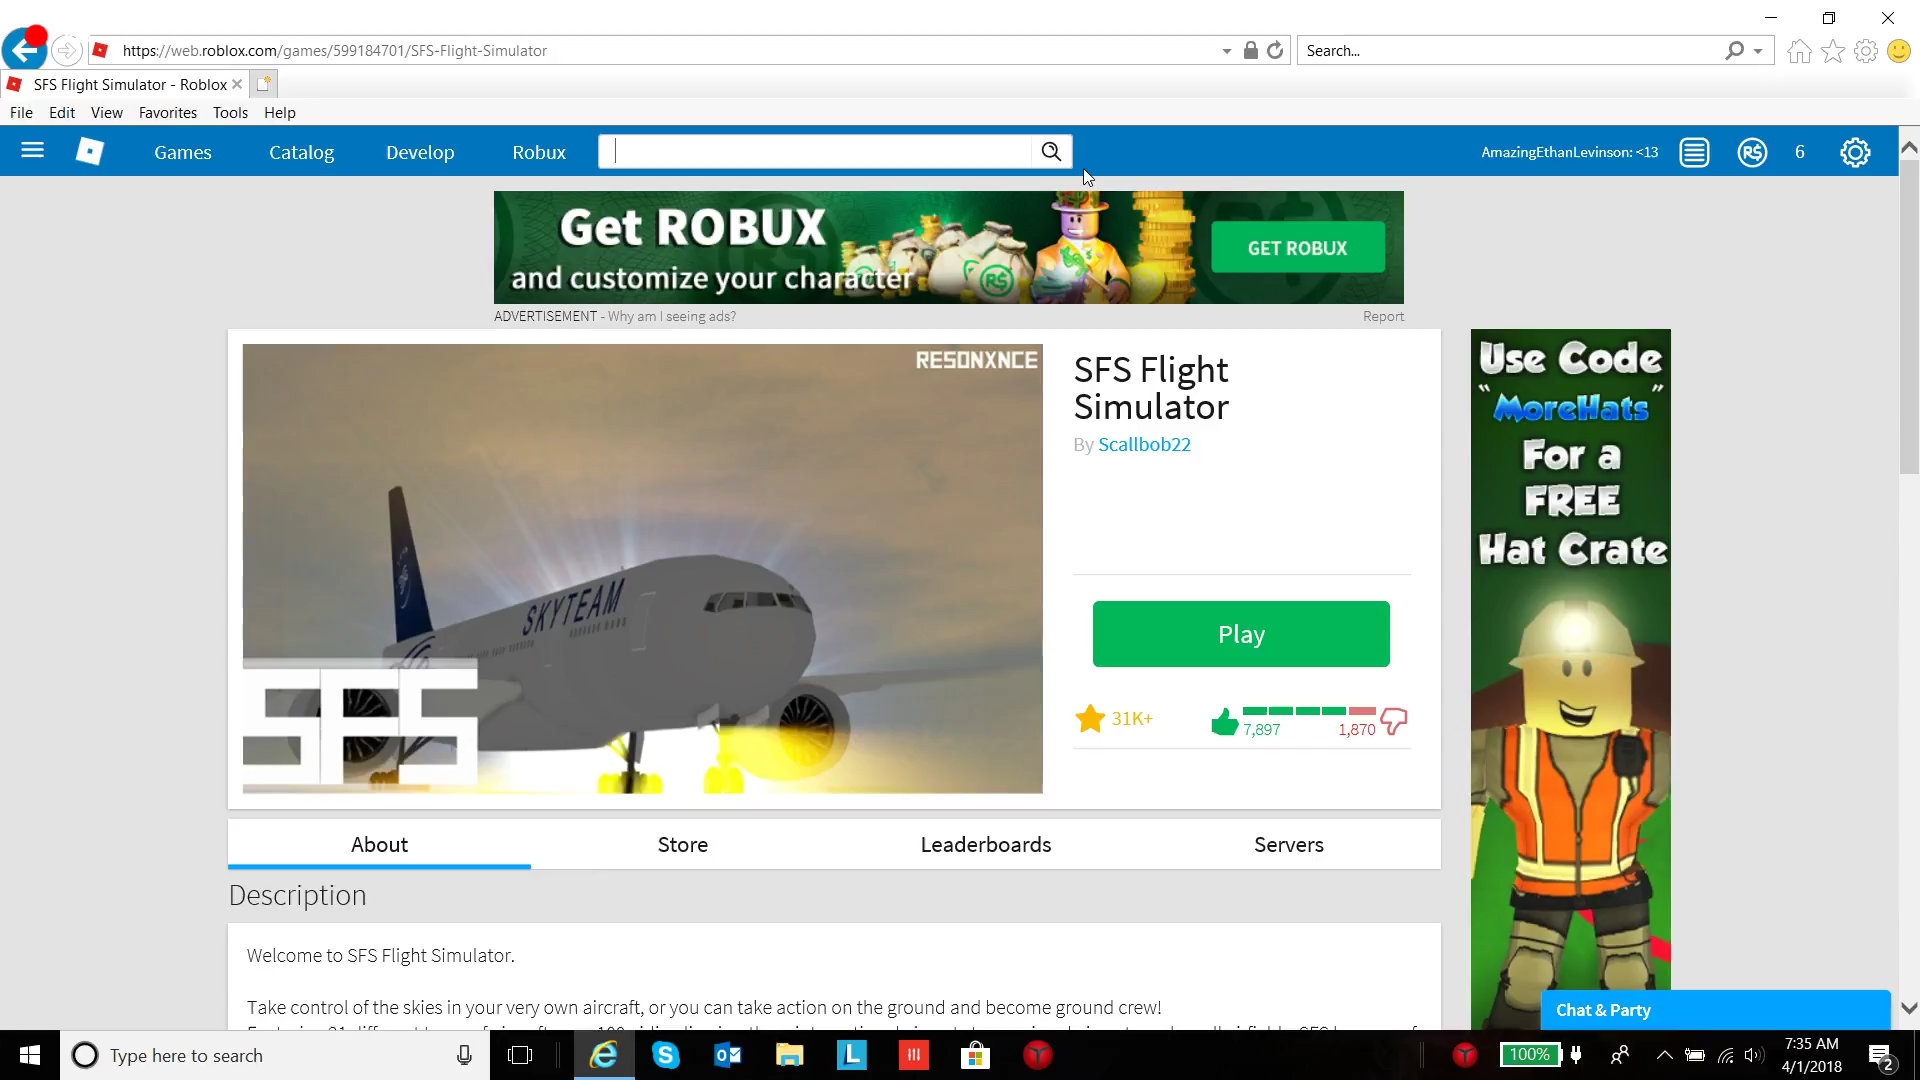 https://web.roblox.com/games/599184701/SFS-Flight-Simulator
Search...
SFS Flight Simulator - Roblox
File Edit View Favorites Tools Help
Games Catalog Develop Robux
AmazingEthanLevinson: <13
R$
6
Get ROBUX
and customize your character
R$
GET ROBUX
ADVERTISEMENT - Why am I seeing ads?
Report
RESONXNCE
SKYTEAM
SFS
SFS Flight
Simulator
By Scallbob22
Play
31K+
7,897
1,870
Use Code
"MoreHats"
For a
FREE
Hat Crate
About Store Leaderboards Servers
Description
Welcome to SFS Flight Simulator.
Take control of the skies in your very own aircraft, or you can take action on the ground and become ground crew!
Chat & Party
Type here to search
100%
7:35 AM
4/1/2018
2